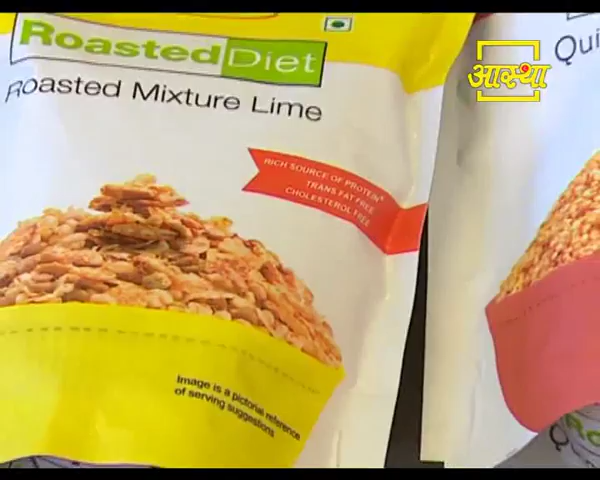 Roasted Diet
Roasted Mixture Lime
RICH SOURCE OF PROTEIN*
TRANS FAT FREE
CHOLESTEROL FREE
Image is a pictorial reference
of serving suggestions
आस्था
Qui